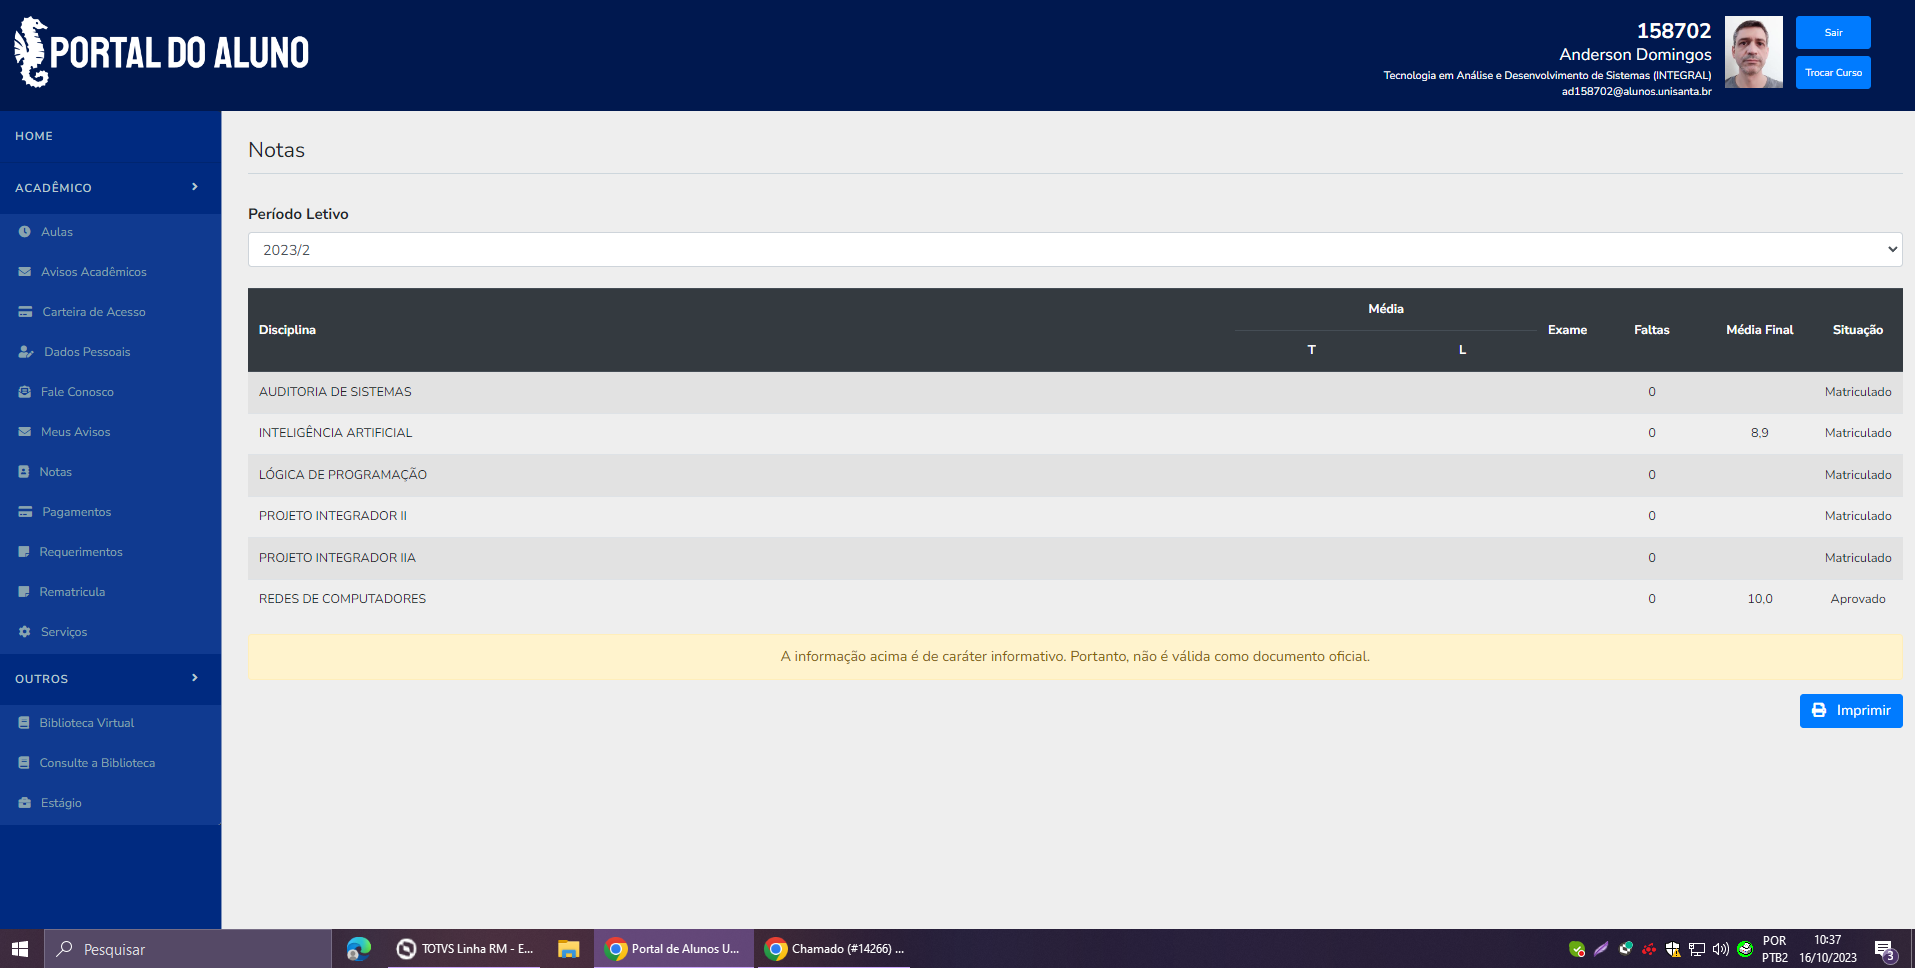 PORTAL DO ALUNO
158702
Anderson Domingos
Tecnologia em Análise e Desenvolvimento de Sistemas (INTEGRAL)
ad158702@alunos.unisanta.br
Sair
Trocar Curso
HOME
ACADÊMICO
Aulas
Avisos Acadêmicos
Carteira de Acesso
Dados Pessoais
Fale Conosco
Meus Avisos
Notas
Pagamentos
Requerimentos
Rematricula
Serviços
OUTROS
Biblioteca Virtual
Consulte a Biblioteca
Estágio
Notas
Período Letivo
2023/2
Disciplina Média Exame Faltas Média Final Situação
T L
AUDITORIA DE SISTEMAS 0 Matriculado
INTELIGÊNCIA ARTIFICIAL 0 8,9 Matriculado
LÓGICA DE PROGRAMAÇÃO 0 Matriculado
PROJETO INTEGRADOR II 0 Matriculado
PROJETO INTEGRADOR IIA 0 Matriculado
REDES DE COMPUTADORES 0 10,0 Aprovado
A informação acima é de caráter informativo. Portanto, não é válida como documento oficial.
Imprimir
Pesquisar
TOTVS Linha RM - E...
Portal de Alunos U...
Chamado (#14266) ...
POR
PTB2
10:37
16/10/2023
3